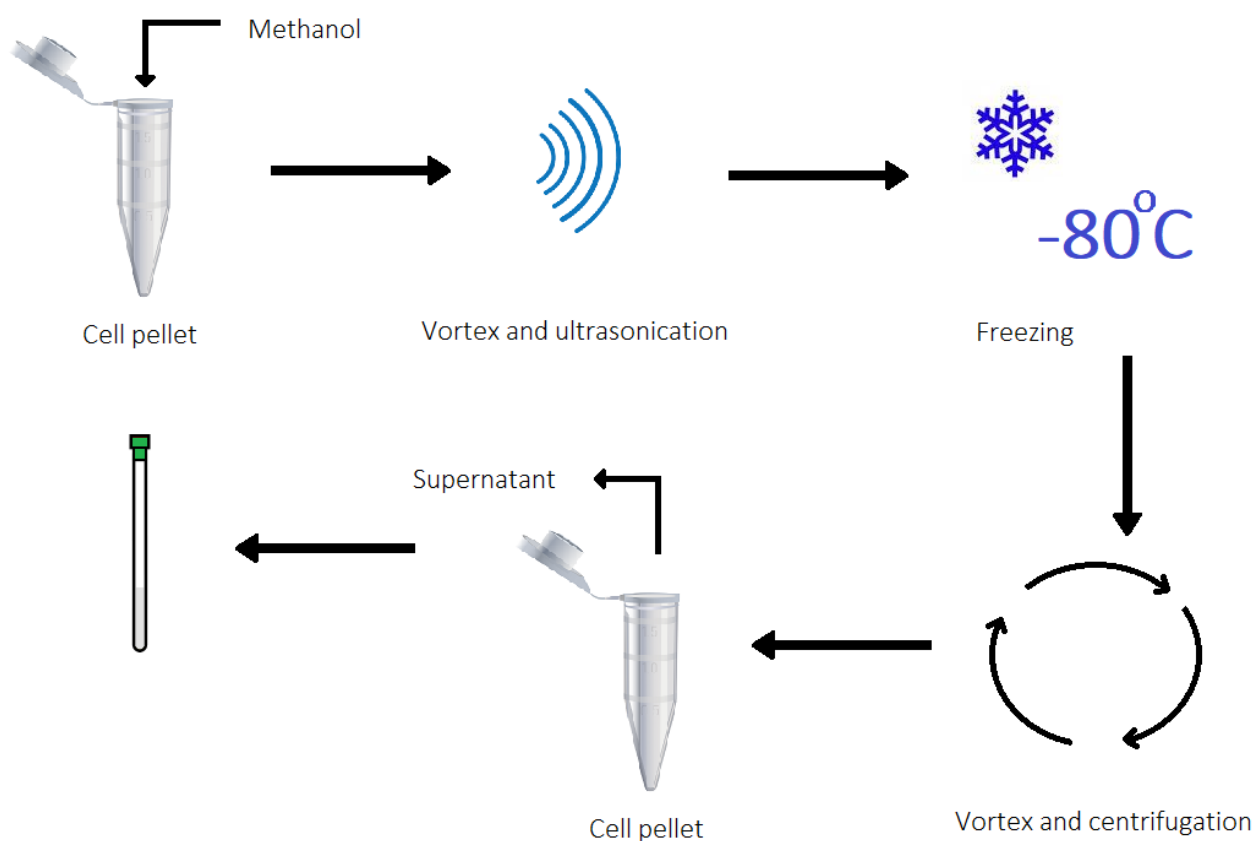 Methanol
Cell pellet
Vortex and ultrasonication
-80°C
Freezing
Supernatant
Cell pellet
Vortex and centrifugation